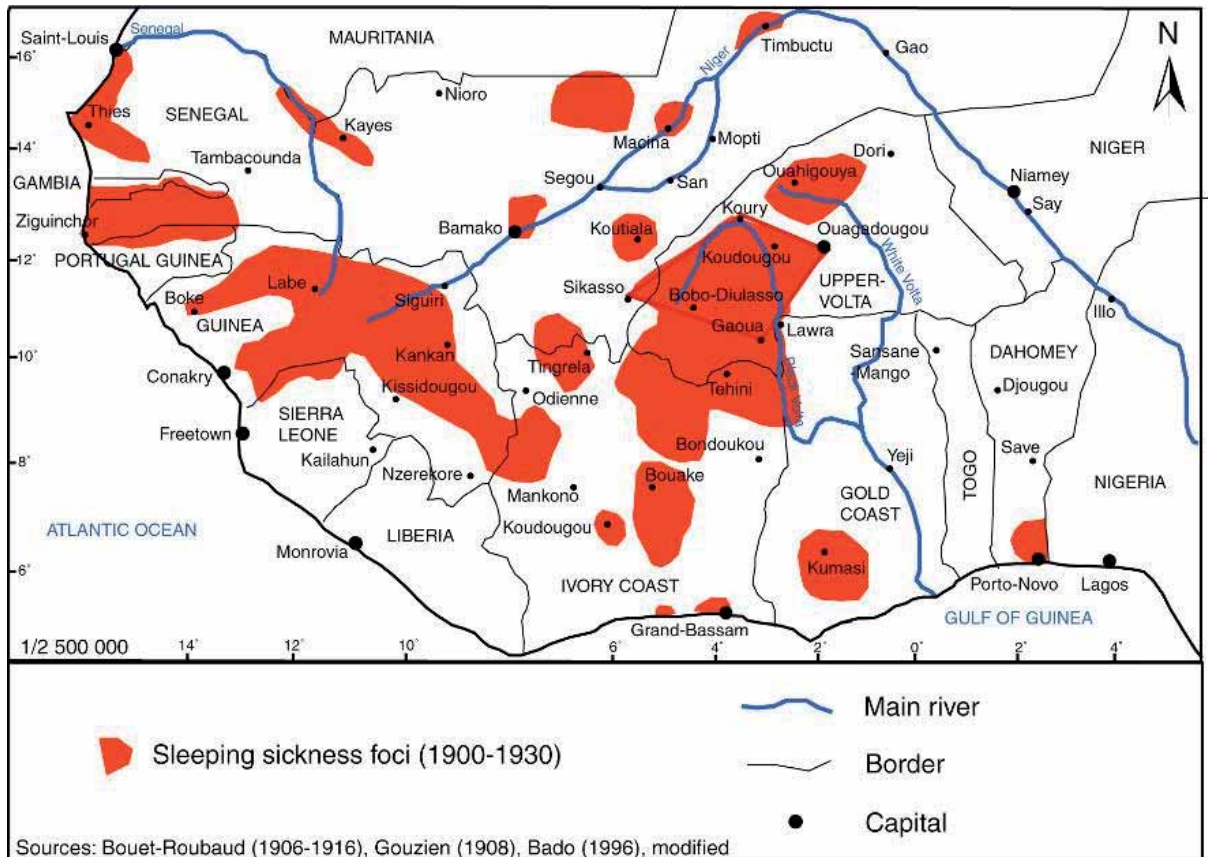 Saint-Louis
Senegal
16°
MAURITANIA
Timbuctu
Gao
N
Niger
Nioro
Thies
SENEGAL
Kayes
Macina
Mopti
14°
Tambacounda
Dori
NIGER
GAMBIA
Segou
San
Ouahigouya
Niamey
Say
Ziguinchor
Bamako
Koutiala
Koury
Ouagadougou
PORTUGAL GUINEA
12°
Koudougou
White Volta
Labe
Siguiri
Sikasso
UPPER-
VOLTA
Boke
GUINEA
Bobo-Diulasso
Illo
Gaoua
Lawra
10°
Kankan
Tingrela
Sansane
-Mango
DAHOMEY
Conakry
Kissidougou
Odienne
Tehini
Black Volta
Djougou
SIERRA
LEONE
Freetown
Kailahun
Bondoukou
8°
Nzerekore
Mankono
Bouake
Yeji
Save
TOGO
NIGERIA
ATLANTIC OCEAN
LIBERIA
Koudougou
GOLD
COAST
Monrovia
Kumasi
6°
IVORY COAST
Porto-Novo
Lagos
Grand-Bassam
GULF OF GUINEA
1/2 500 000
14°
12°
10°
6°
4°
2°
0°
2°
4°
Sleeping sickness foci (1900-1930)
Main river
Border
Capital
Sources: Bouet-Roubaud (1906-1916), Gouzien (1908), Bado (1996), modified